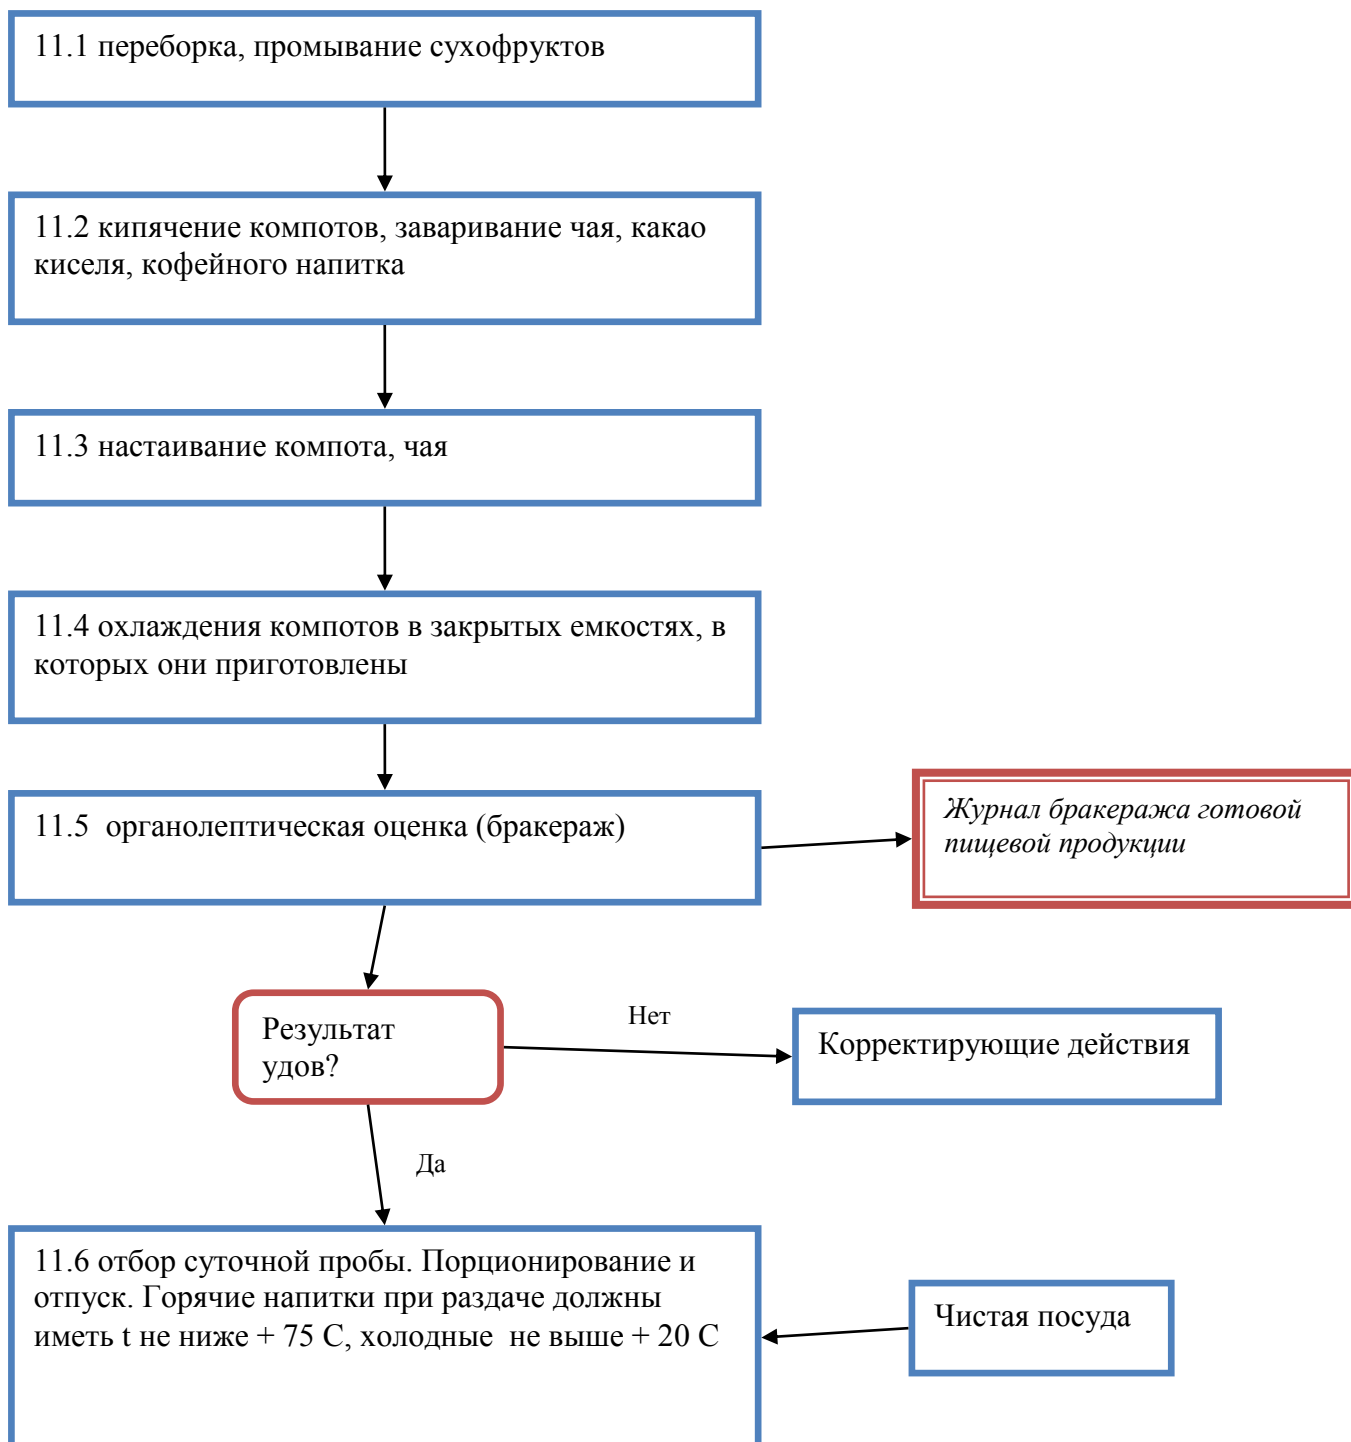 11.1 переборка, промывание сухофруктов
11.2 кипячение компотов, заваривание чая, какао
киселя, кофейного напитка
11.3 настаивание компота, чая
11.4 охлаждения компотов в закрытых емкостях, в
которых они приготовлены
11.5  органолептическая оценка (бракераж)
Журнал бракеража готовой
пищевой продукции
Результат
удов?
Нет
Корректирующие действия
Да
11.6 отбор суточной пробы. Порционирование и
отпуск. Горячие напитки при раздаче должны
иметь t не ниже + 75 С, холодные  не выше + 20 С
Чистая посуда